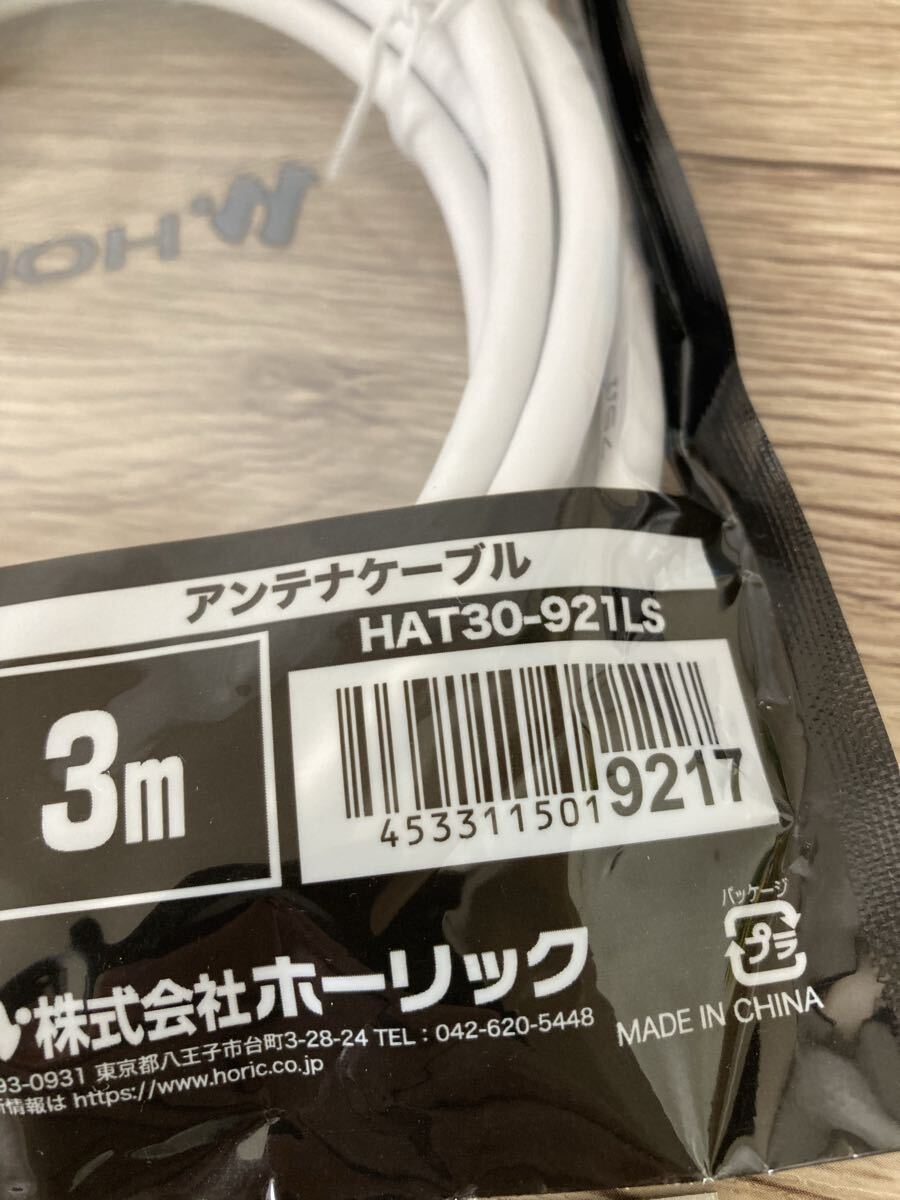 HOR
アンテナケーブル
HAT30-921LS
3m
4533115019217
パッケージ
プラ
株式会社ホーリック
MADE IN CHINA
93-0931 東京都八王子市台町3-28-24 TEL：042-620-5448
情報は https://www.horic.co.jp